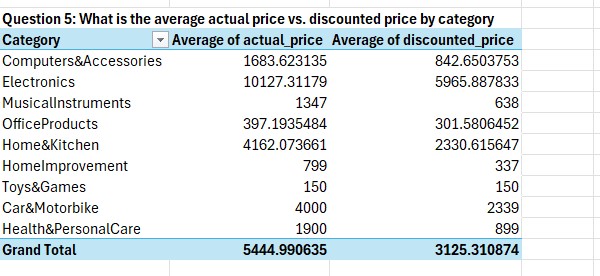 Question 5: What is the average actual price vs. discounted price by category
Category Average of actual_price Average of discounted_price
Computers&Accessories 1683.623135 842.6503753
Electronics 10127.31179 5965.887833
MusicalInstruments 1347 638
OfficeProducts 397.1935484 301.5806452
Home&Kitchen 4162.073661 2330.615647
HomeImprovement 799 337
Toys&Games 150 150
Car&Motorbike 4000 2339
Health&PersonalCare 1900 899
Grand Total 5444.990635 3125.310874